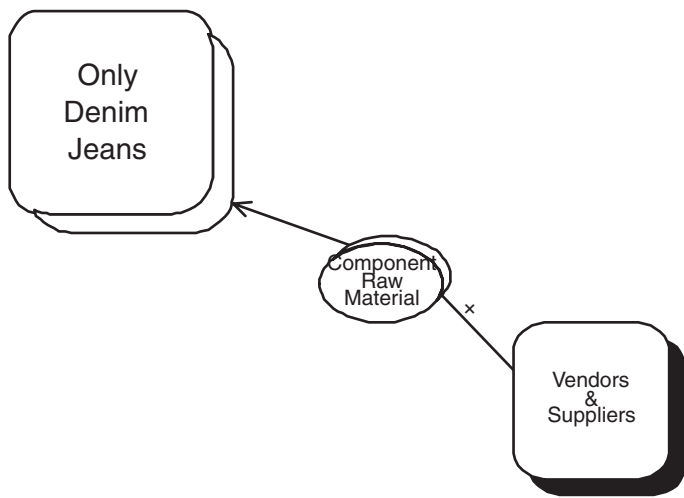 Only
Denim
Jeans
Component
Raw
Material
×
Vendors
&
Suppliers